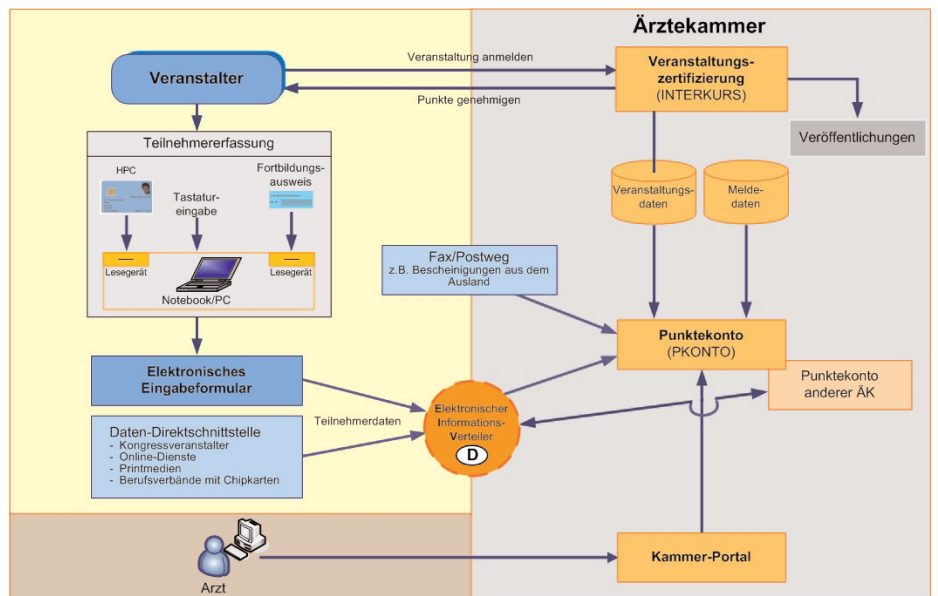 Ärztekammer
Veranstalter
Veranstaltung anmelden
Punkte genehmigen
Veranstaltungs-
zertifizierung
(INTERKURS)
Veröffentlichungen
Teilnehmererfassung
HPC
Tastatur-
eingabe
Fortbildungs-
ausweis
Lesegerät
Notebook/PC
Lesegerät
Veranstaltungs-
daten
Melde-
daten
Fax/Postweg
z.B. Bescheinigungen aus dem
Ausland
Punktekonto
(PKONTO)
Punktekonto
anderer ÄK
Elektronisches
Eingabeformular
Teilnehmerdaten
Elektronischer
Informations-
Verteiler
D
Daten-Direktschnittstelle
- Kongressveranstalter
- Online-Dienste
- Printmedien
- Berufsverbände mit Chipkarten
Arzt
Kammer-Portal